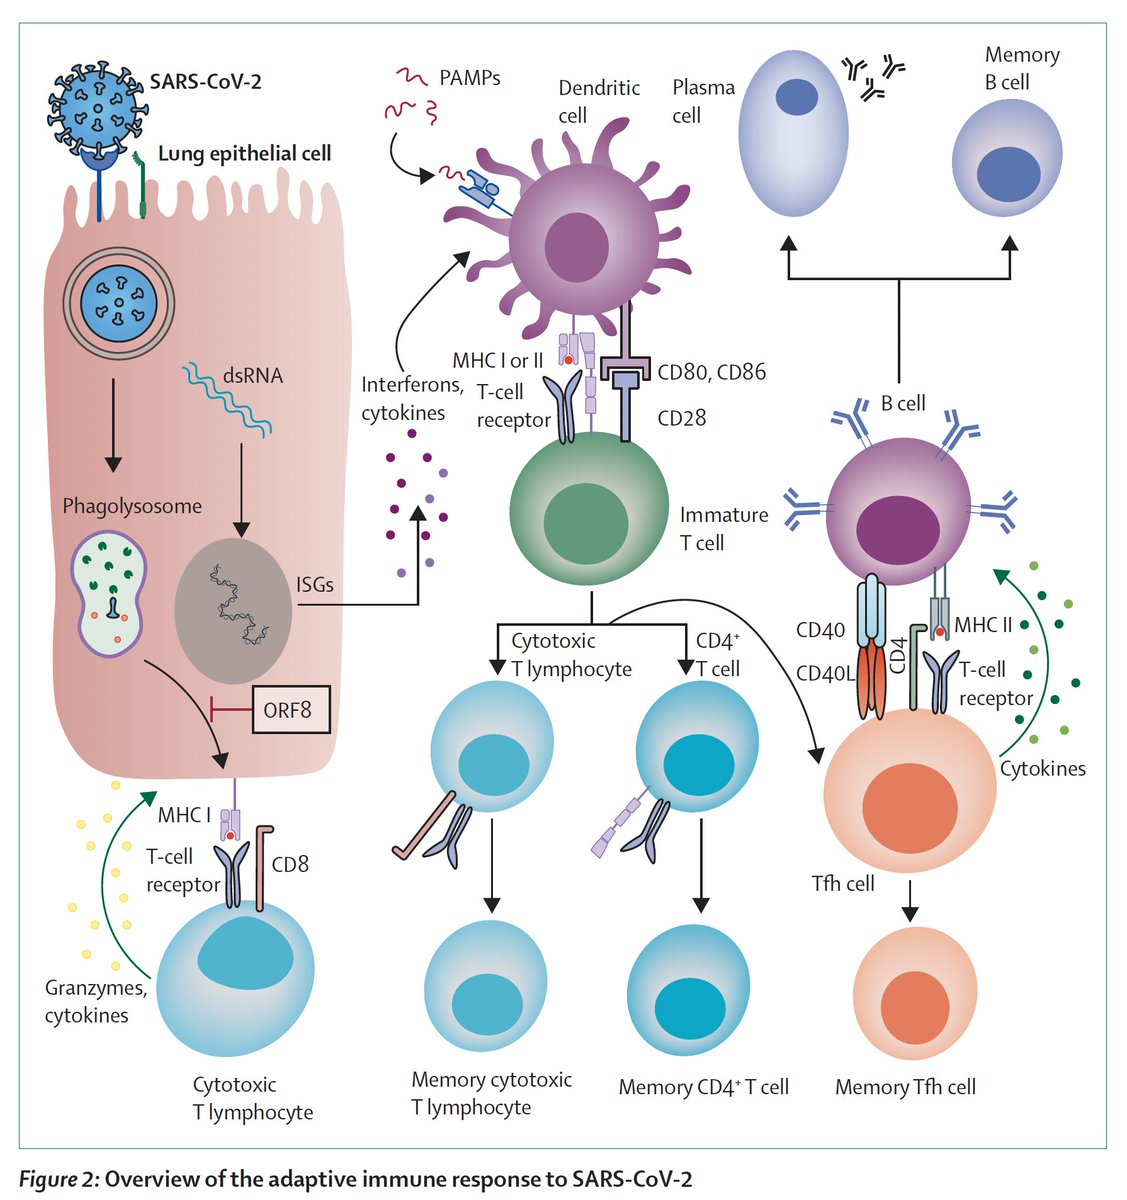 SARS-CoV-2
Lung epithelial cell
PAMPs
Dendritic
cell
Plasma
cell
Memory
B cell
dsRNA
Interferons,
cytokines
MHC I or II
T-cell
receptor
CD80, CD86
CD28
B cell
Phagolysosome
ISGs
Immature
T cell
ORF8
Cytotoxic
T lymphocyte
CD4⁺
T cell
CD40
CD40L
CD4
MHC II
T-cell
receptor
Cytokines
MHC I
T-cell
receptor
CD8
Tfh cell
Granzymes,
cytokines
Cytotoxic
T lymphocyte
Memory cytotoxic
T lymphocyte
Memory CD4⁺ T cell
Memory Tfh cell
Figure 2: Overview of the adaptive immune response to SARS-CoV-2